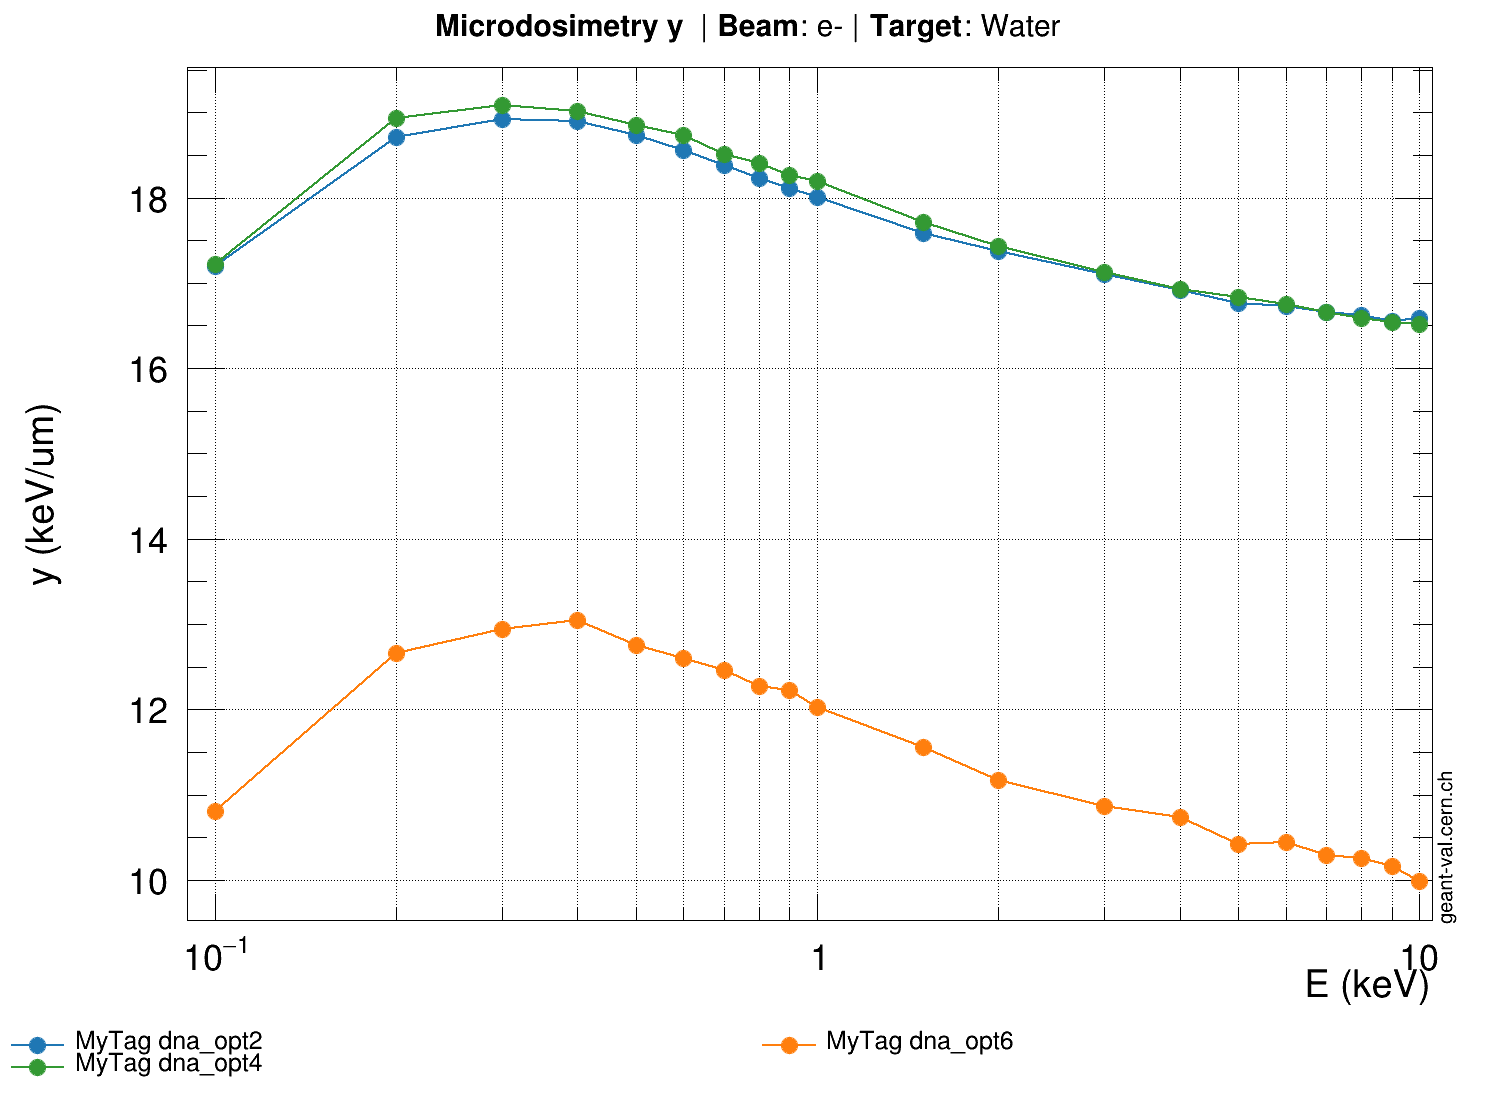 Microdosimetry y | Beam: e- | Target: Water
y (keV/um)
18
16
14
12
10
10⁻¹
1
10
E (keV)
geant-val.cern.ch
MyTag dna_opt2
MyTag dna_opt4
MyTag dna_opt6